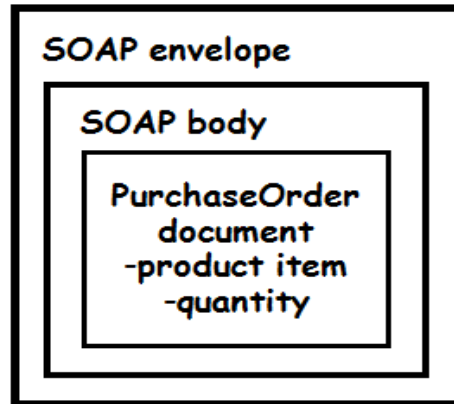 SOAP envelope
SOAP body
PurchaseOrder
document
-product item
-quantity